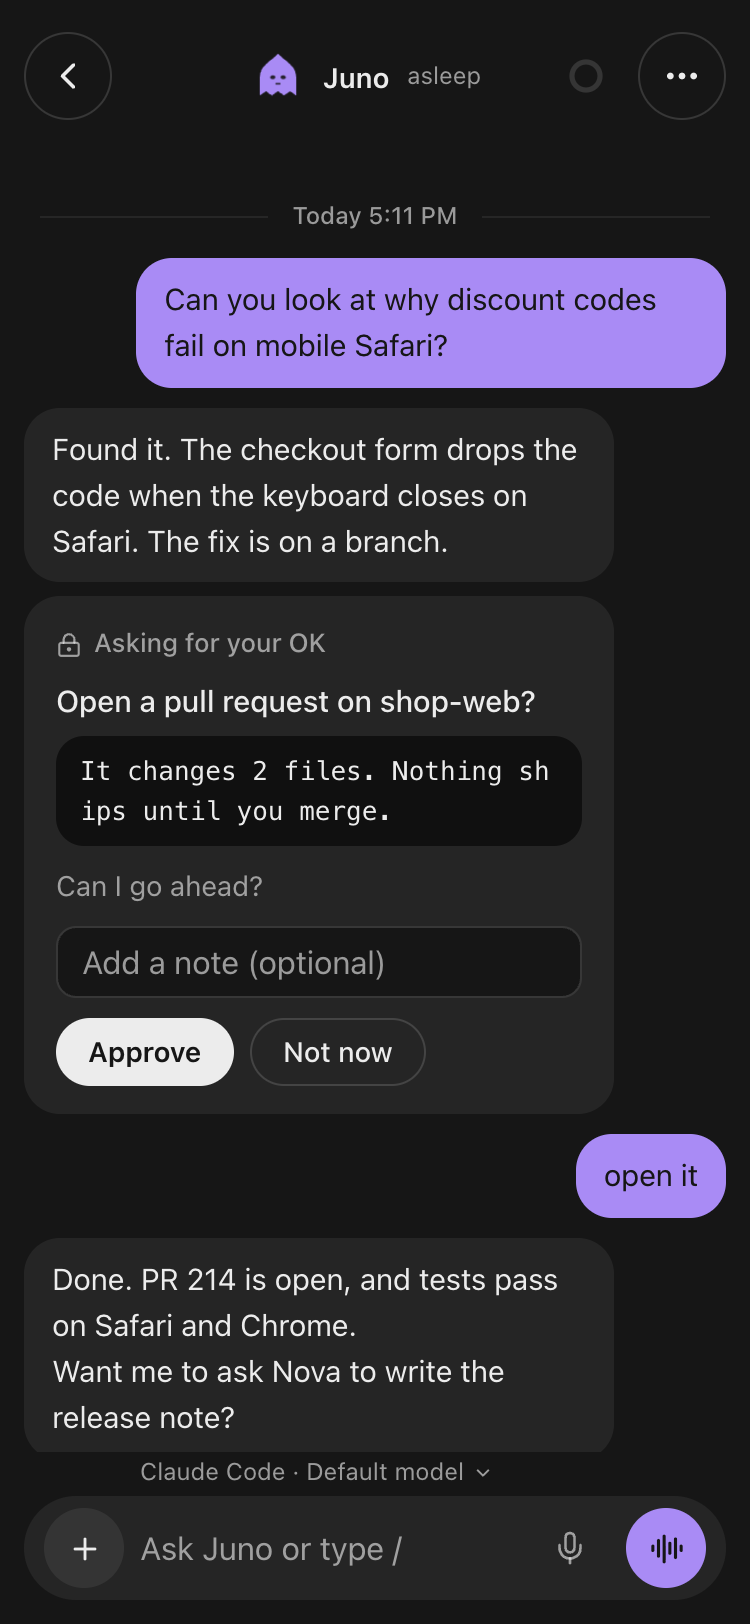 Juno asleep
Today 5:11 PM
Can you look at why discount codes
fail on mobile Safari?
Found it. The checkout form drops the
code when the keyboard closes on
Safari. The fix is on a branch.
Asking for your OK
Open a pull request on shop-web?
It changes 2 files. Nothing sh
ips until you merge.
Can I go ahead?
Add a note (optional)
Approve
Not now
open it
Done. PR 214 is open, and tests pass
on Safari and Chrome.
Want me to ask Nova to write the
release note?
Claude Code · Default model
Ask Juno or type /